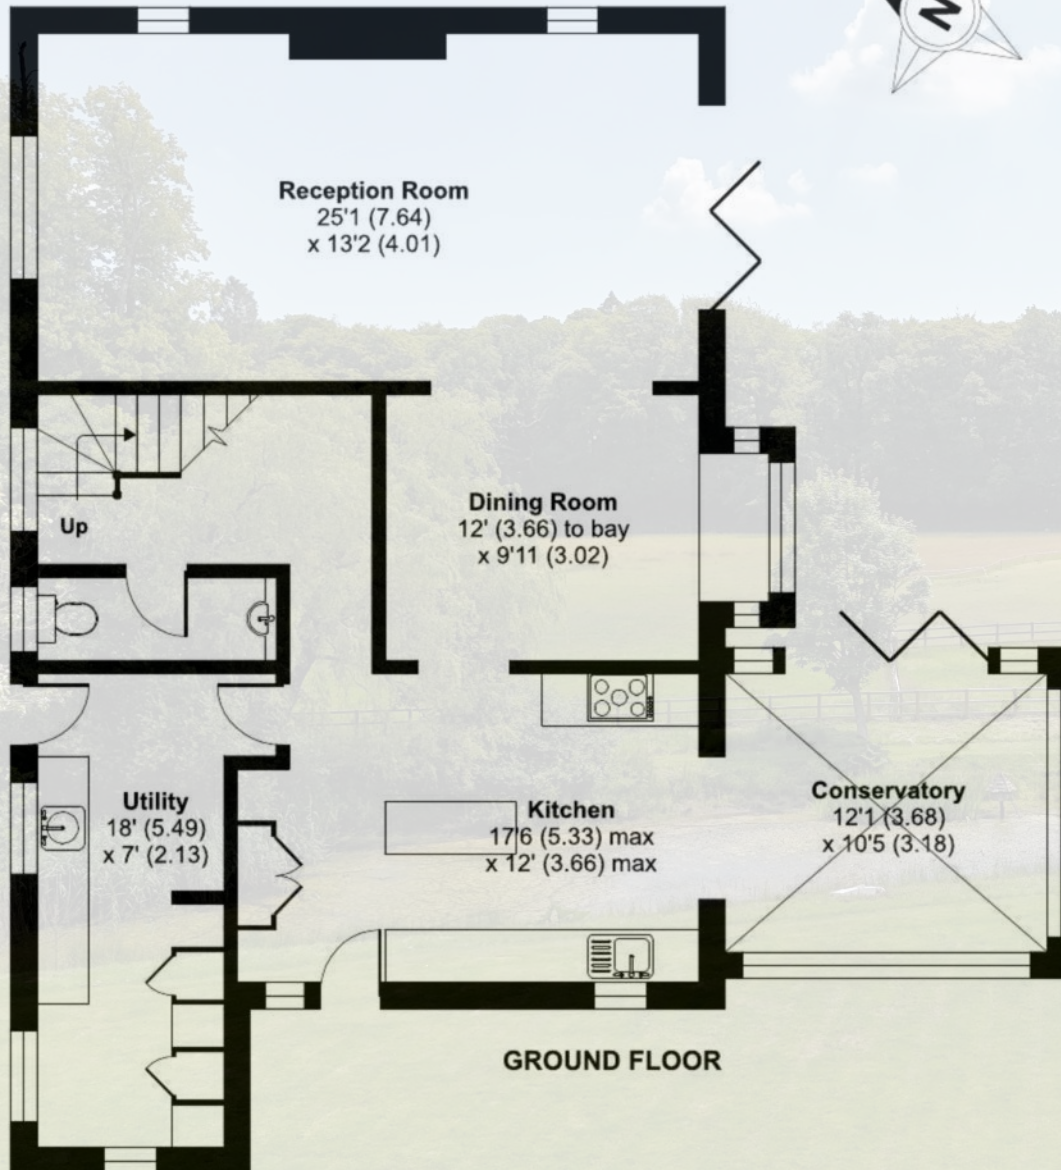 N
Reception Room
25'1 (7.64)
x 13'2 (4.01)
Up
Dining Room
12' (3.66) to bay
x 9'11 (3.02)
Utility
18' (5.49)
x 7' (2.13)
Kitchen
17'6 (5.33) max
x 12' (3.66) max
Conservatory
12'1 (3.68)
x 10'5 (3.18)
GROUND FLOOR